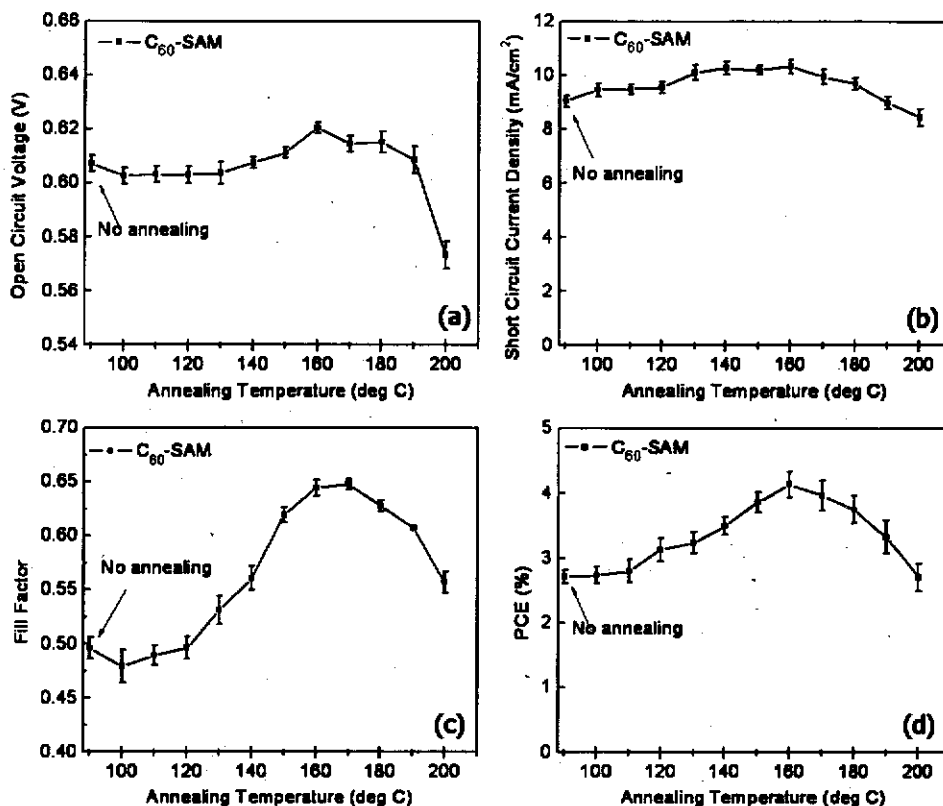 C60-SAM
No annealing
(a)
Open Circuit Voltage (V)
0.66
0.64
0.62
0.60
0.58
0.56
0.54
100 120 140 160 180 200
Annealing Temperature (deg C)
C60-SAM
No annealing
(b)
Short Circuit Current Density (mA/cm²)
12
10
8
6
4
2
0
100 120 140 160 180 200
Annealing Temperature (deg C)
C60-SAM
No annealing
(c)
Fill Factor
0.70
0.65
0.60
0.55
0.50
0.45
0.40
100 120 140 160 180 200
Annealing Temperature (deg C)
C60-SAM
No annealing
(d)
PCE (%)
5
4
3
2
1
0
100 120 140 160 180 200
Annealing Temperature (deg C)